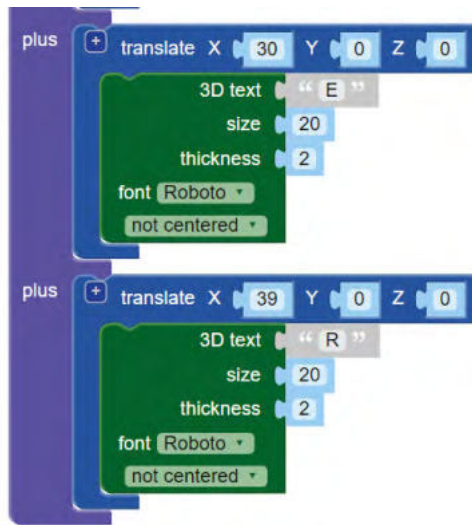 plus + translate X 30 Y 0 Z 0
3D text “ E ”
size 20
thickness 2
font Roboto
not centered
plus + translate X 39 Y 0 Z 0
3D text “ R ”
size 20
thickness 2
font Roboto
not centered